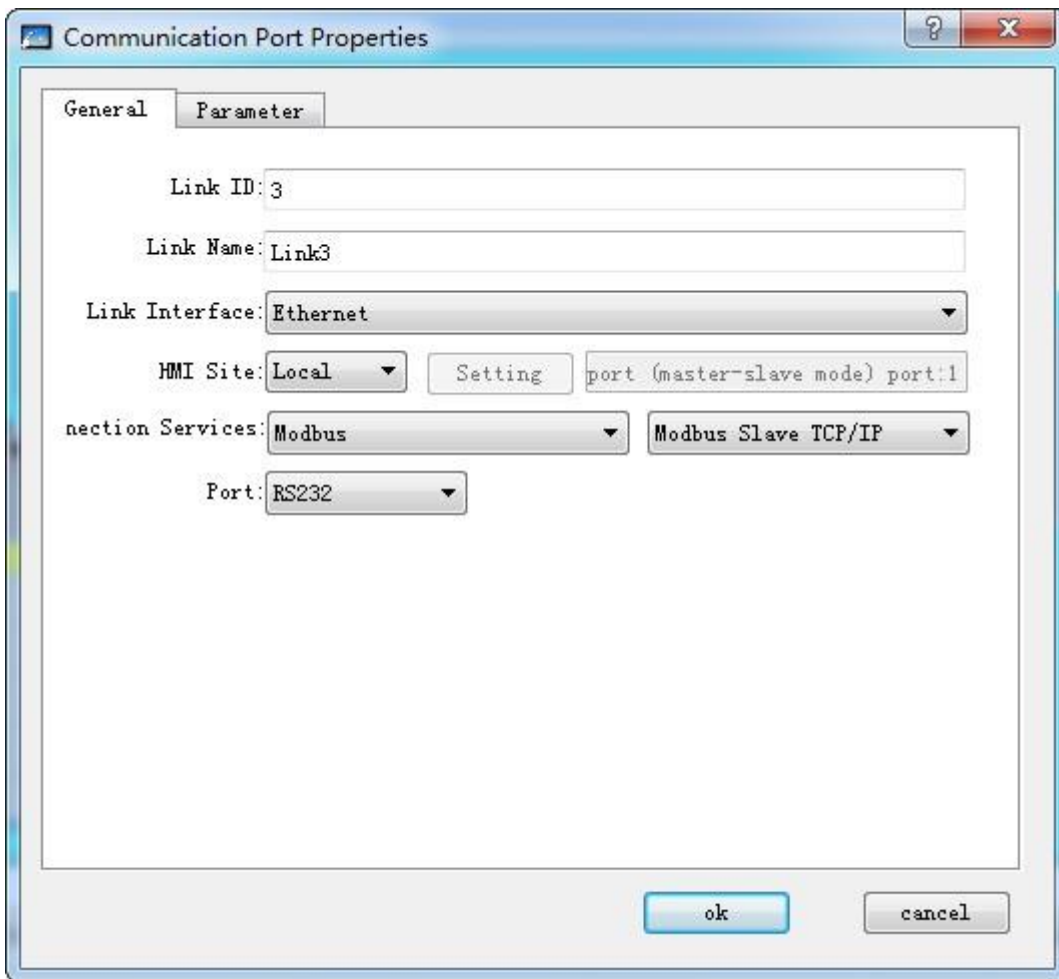 Communication Port Properties
General Parameter
Link ID: 3
Link Name: Link3
Link Interface: Ethernet
HMI Site: Local Setting port (master-slave mode) port:1
nection Services: Modbus Modbus Slave TCP/IP
Port: RS232
ok cancel